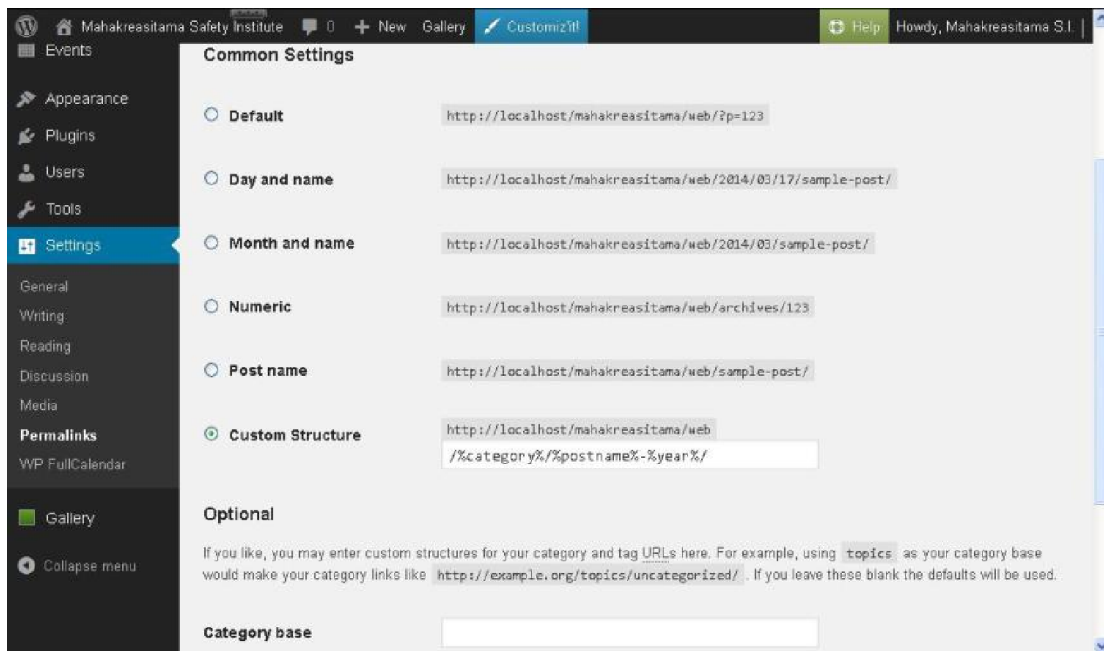 Mahakreasitama Safety Institute 0 + New Gallery Customiz'it! Help Howdy, Mahakreasitama S.I.
Events
Appearance
Plugins
Users
Tools
Settings
General
Writing
Reading
Discussion
Media
Permalinks
WP FullCalendar
Gallery
Collapse menu
Common Settings
Default http://localhost/mahakreasitama/web/?p=123
Day and name http://localhost/mahakreasitama/web/2014/03/17/sample-post/
Month and name http://localhost/mahakreasitama/web/2014/03/sample-post/
Numeric http://localhost/mahakreasitama/web/archives/123
Post name http://localhost/mahakreasitama/web/sample-post/
Custom Structure http://localhost/mahakreasitama/web
/%category%/%postname%-%year%/
Optional
If you like, you may enter custom structures for your category and tag URLs here. For example, using topics as your category base
would make your category links like http://example.org/topics/uncategorized/ . If you leave these blank the defaults will be used.
Category base